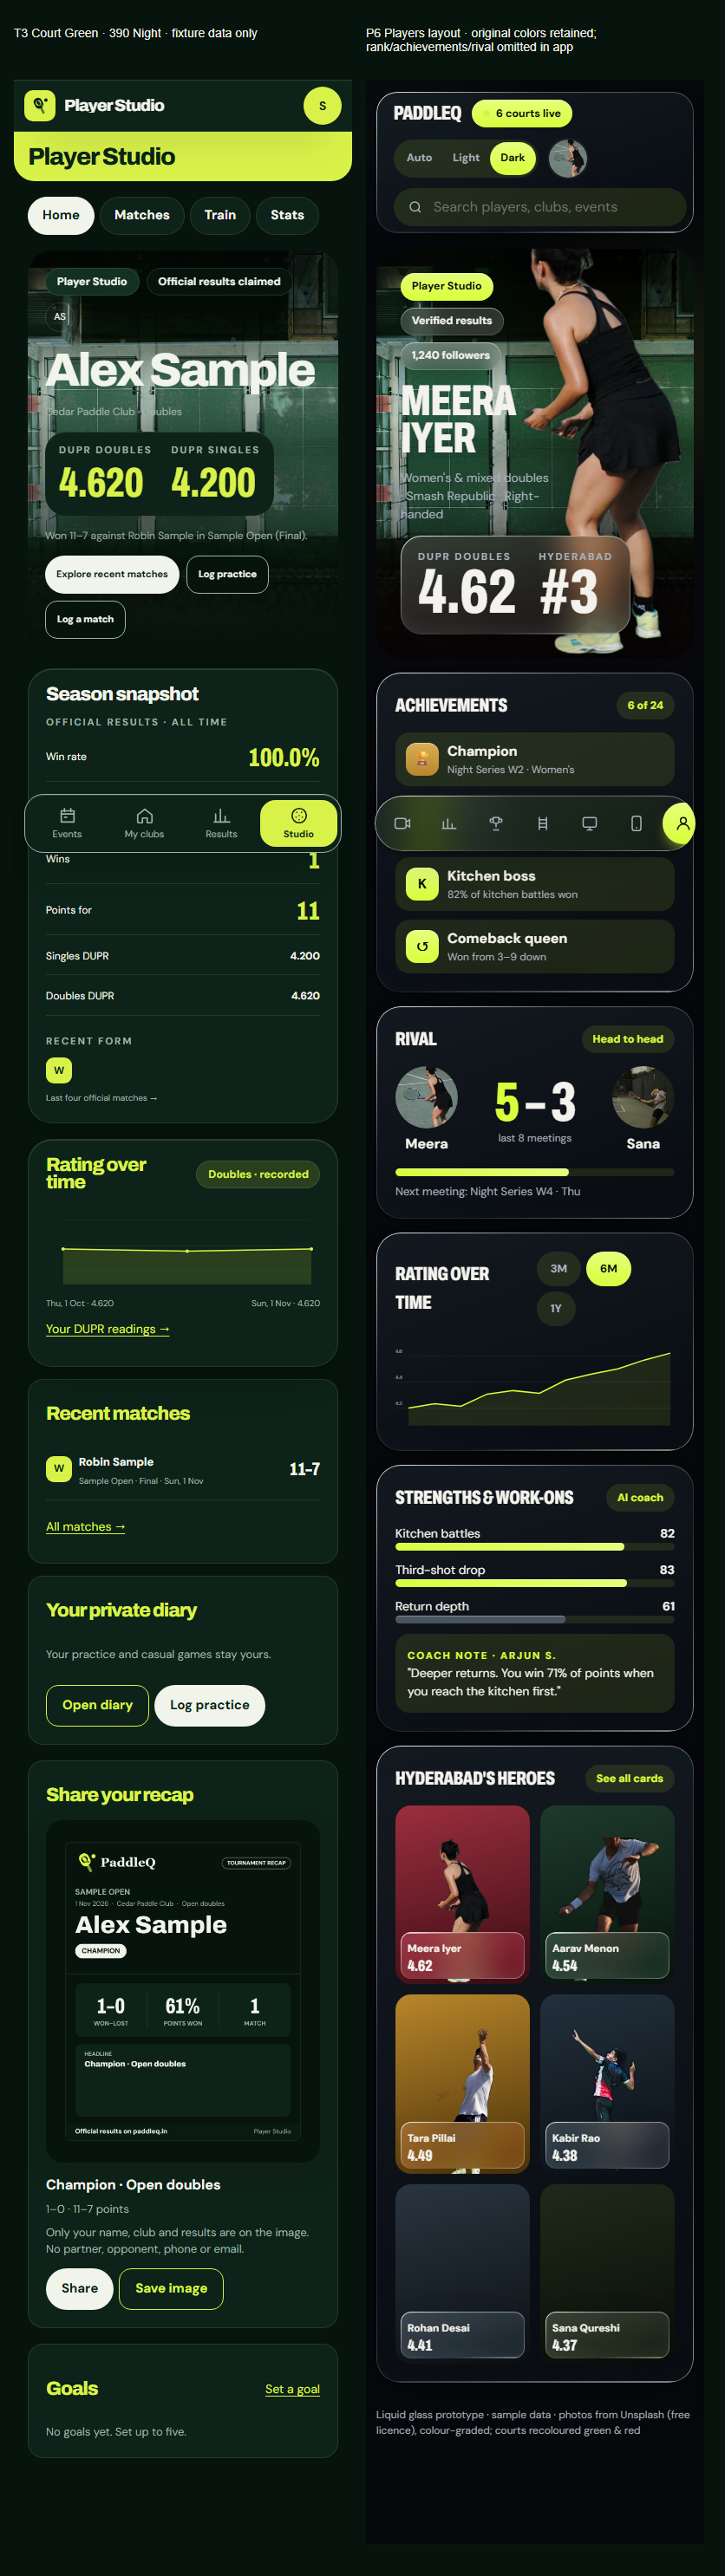 T3 Court Green · 390 Night · fixture data only
Player Studio
S
Player Studio
Home
Matches
Train
Stats
Player Studio
Official results claimed
AS
Alex Sample
Cedar Paddle Club · Doubles
DUPR DOUBLES
DUPR SINGLES
4.620
4.200
Won 11–7 against Robin Sample in Sample Open (Final).
Explore recent matches
Log practice
Log a match
Season snapshot
OFFICIAL RESULTS · ALL TIME
Win rate
100.0%
Events
My clubs
Results
Studio
Wins
1
Points for
11
Singles DUPR
4.200
Doubles DUPR
4.620
RECENT FORM
W
Last four official matches →
Rating over
time
Doubles · recorded
Thu, 1 Oct · 4.620
Sun, 1 Nov · 4.620
Your DUPR readings →
Recent matches
W
Robin Sample
Sample Open · Final · Sun, 1 Nov
11–7
All matches →
Your private diary
Your practice and casual games stay yours.
Open diary
Log practice
Share your recap
PaddleQ
TOURNAMENT RECAP
SAMPLE OPEN
1 Nov 2026 · Cedar Paddle Club · Open doubles
Alex Sample
CHAMPION
1–0
61%
1
WON–LOST
POINTS WON
MATCH
HEADLINE
Champion · Open doubles
Official results on paddleq.in
Player Studio
Champion · Open doubles
1–0 · 11–7 points
Only your name, club and results are on the image.
No partner, opponent, phone or email.
Share
Save image
Goals
Set a goal
No goals yet. Set up to five.
P6 Players layout · original colors retained;
rank/achievements/rival omitted in app
PADDLEQ
6 courts live
Auto
Light
Dark
Search players, clubs, events
Player Studio
Verified results
1,240 followers
MEERA
IYER
Women's & mixed doubles
· Smash Republic · Right-
handed
DUPR DOUBLES
HYDERABAD
4.62
#3
ACHIEVEMENTS
6 of 24
Champion
Night Series W2 · Women's
K
Kitchen boss
82% of kitchen battles won
↺
Comeback queen
Won from 3–9 down
RIVAL
Head to head
5–3
last 8 meetings
Meera
Sana
Next meeting: Night Series W4 · Thu
RATING OVER
TIME
3M
6M
1Y
4.6
4.4
4.2
STRENGTHS & WORK-ONS
AI coach
Kitchen battles
82
Third-shot drop
83
Return depth
61
COACH NOTE · ARJUN S.
"Deeper returns. You win 71% of points when
you reach the kitchen first."
HYDERABAD'S HEROES
See all cards
Meera Iyer
4.62
Aarav Menon
4.54
Tara Pillai
4.49
Kabir Rao
4.38
Rohan Desai
4.41
Sana Qureshi
4.37
Liquid glass prototype · sample data · photos from Unsplash (free
licence), colour-graded; courts recoloured green & red